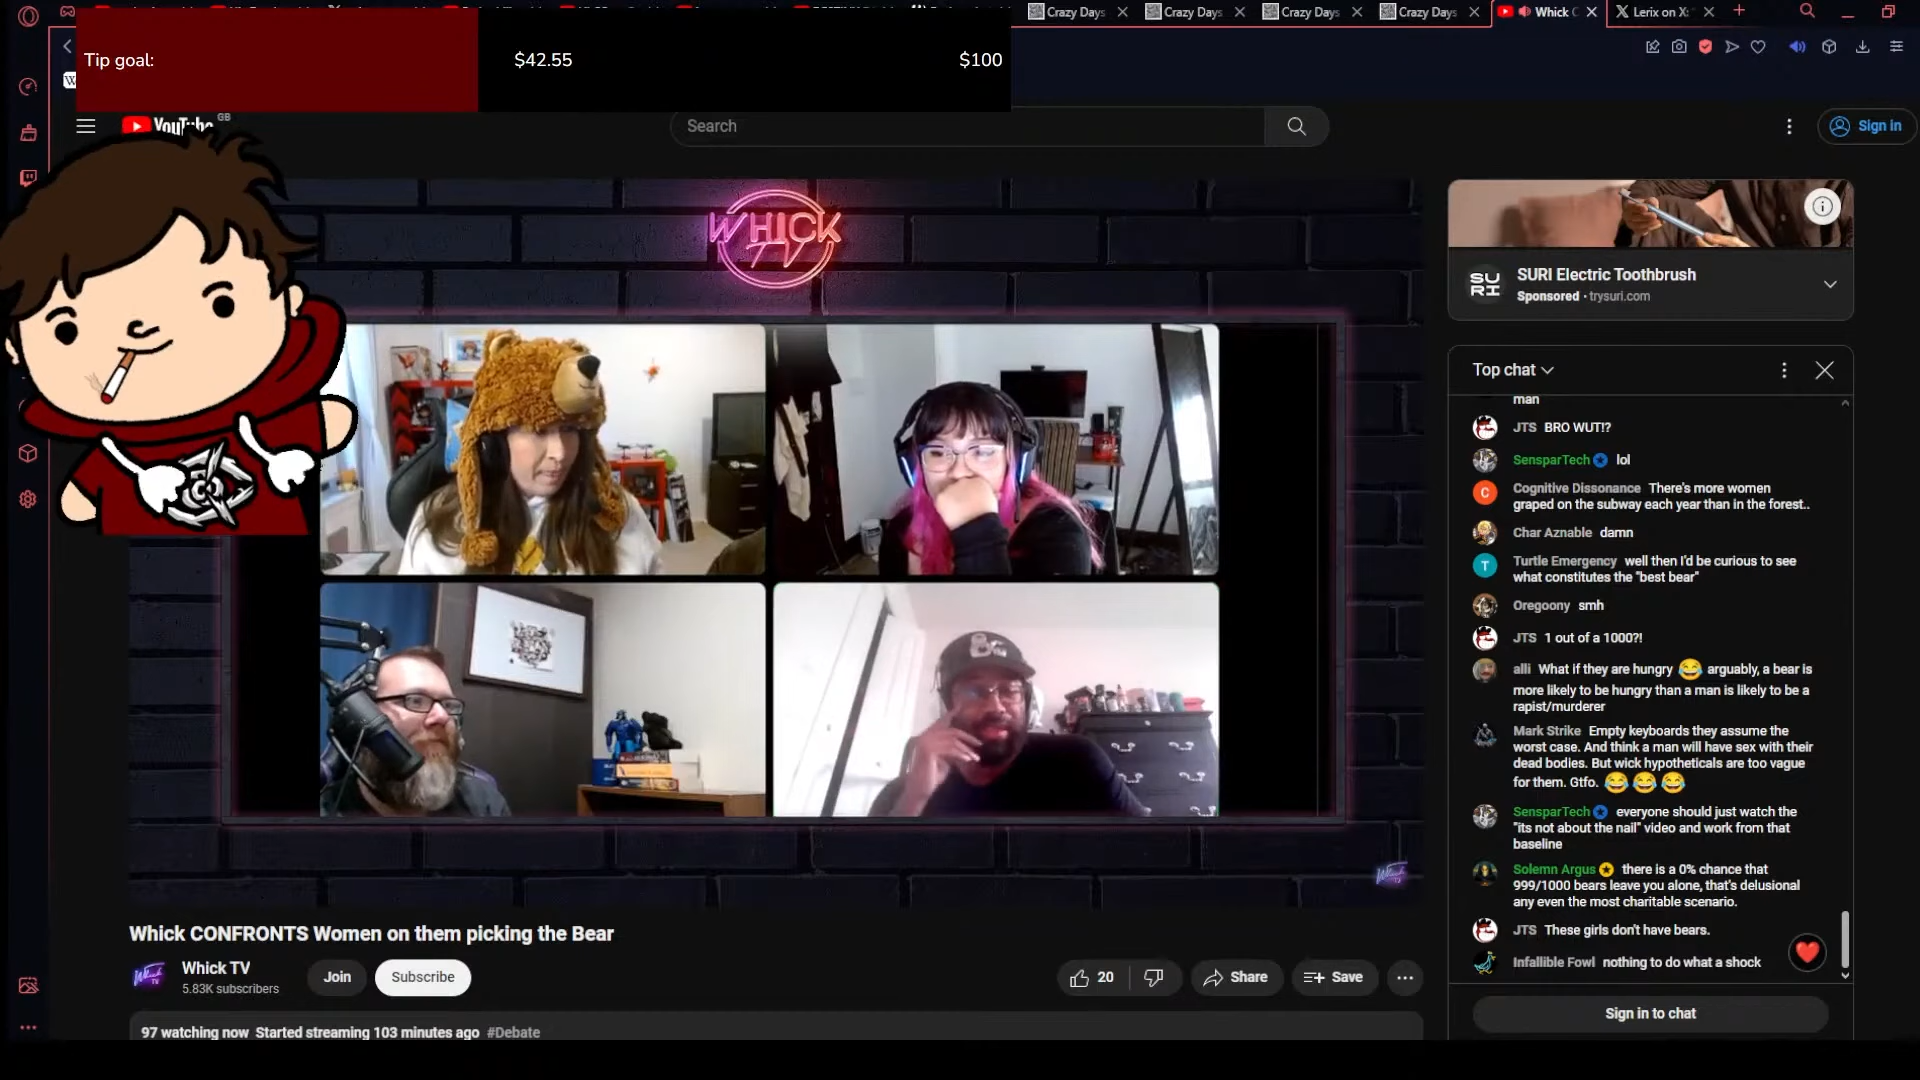 Crazy Days
Crazy Days
Crazy Days
Crazy Days
Whick C
Lerix on X:
Tip goal:
$42.55
$100
YouTube
GB
Search
Sign in
WHICK
TV
SURI
SURI Electric Toothbrush
Sponsored · trysuri.com
Top chat
man
JTS BRO WUT!?
SensparTech lol
C
Cognitive Dissonance There's more women
graped on the subway each year than in the forest..
Char Aznable damn
T
Turtle Emergency well then I'd be curious to see
what constitutes the "best bear"
Oregoony smh
JTS 1 out of a 1000?!
alli What if they are hungry 😂 arguably, a bear is
more likely to be hungry than a man is likely to be a
rapist/murderer
Mark Strike Empty keyboards they assume the
worst case. And think a man will have sex with their
dead bodies. But wick hypotheticals are too vague
for them. Gtfo. 😂😂😂
SensparTech everyone should just watch the
"its not about the nail" video and work from that
baseline
Solemn Argus there is a 0% chance that
999/1000 bears leave you alone, that's delusional
any even the most charitable scenario.
JTS These girls don't have bears.
Infallible Fowl nothing to do what a shock
Sign in to chat
Whick CONFRONTS Women on them picking the Bear
Whick TV
5.83K subscribers
Join
Subscribe
20
Share
Save
97 watching now Started streaming 103 minutes ago #Debate